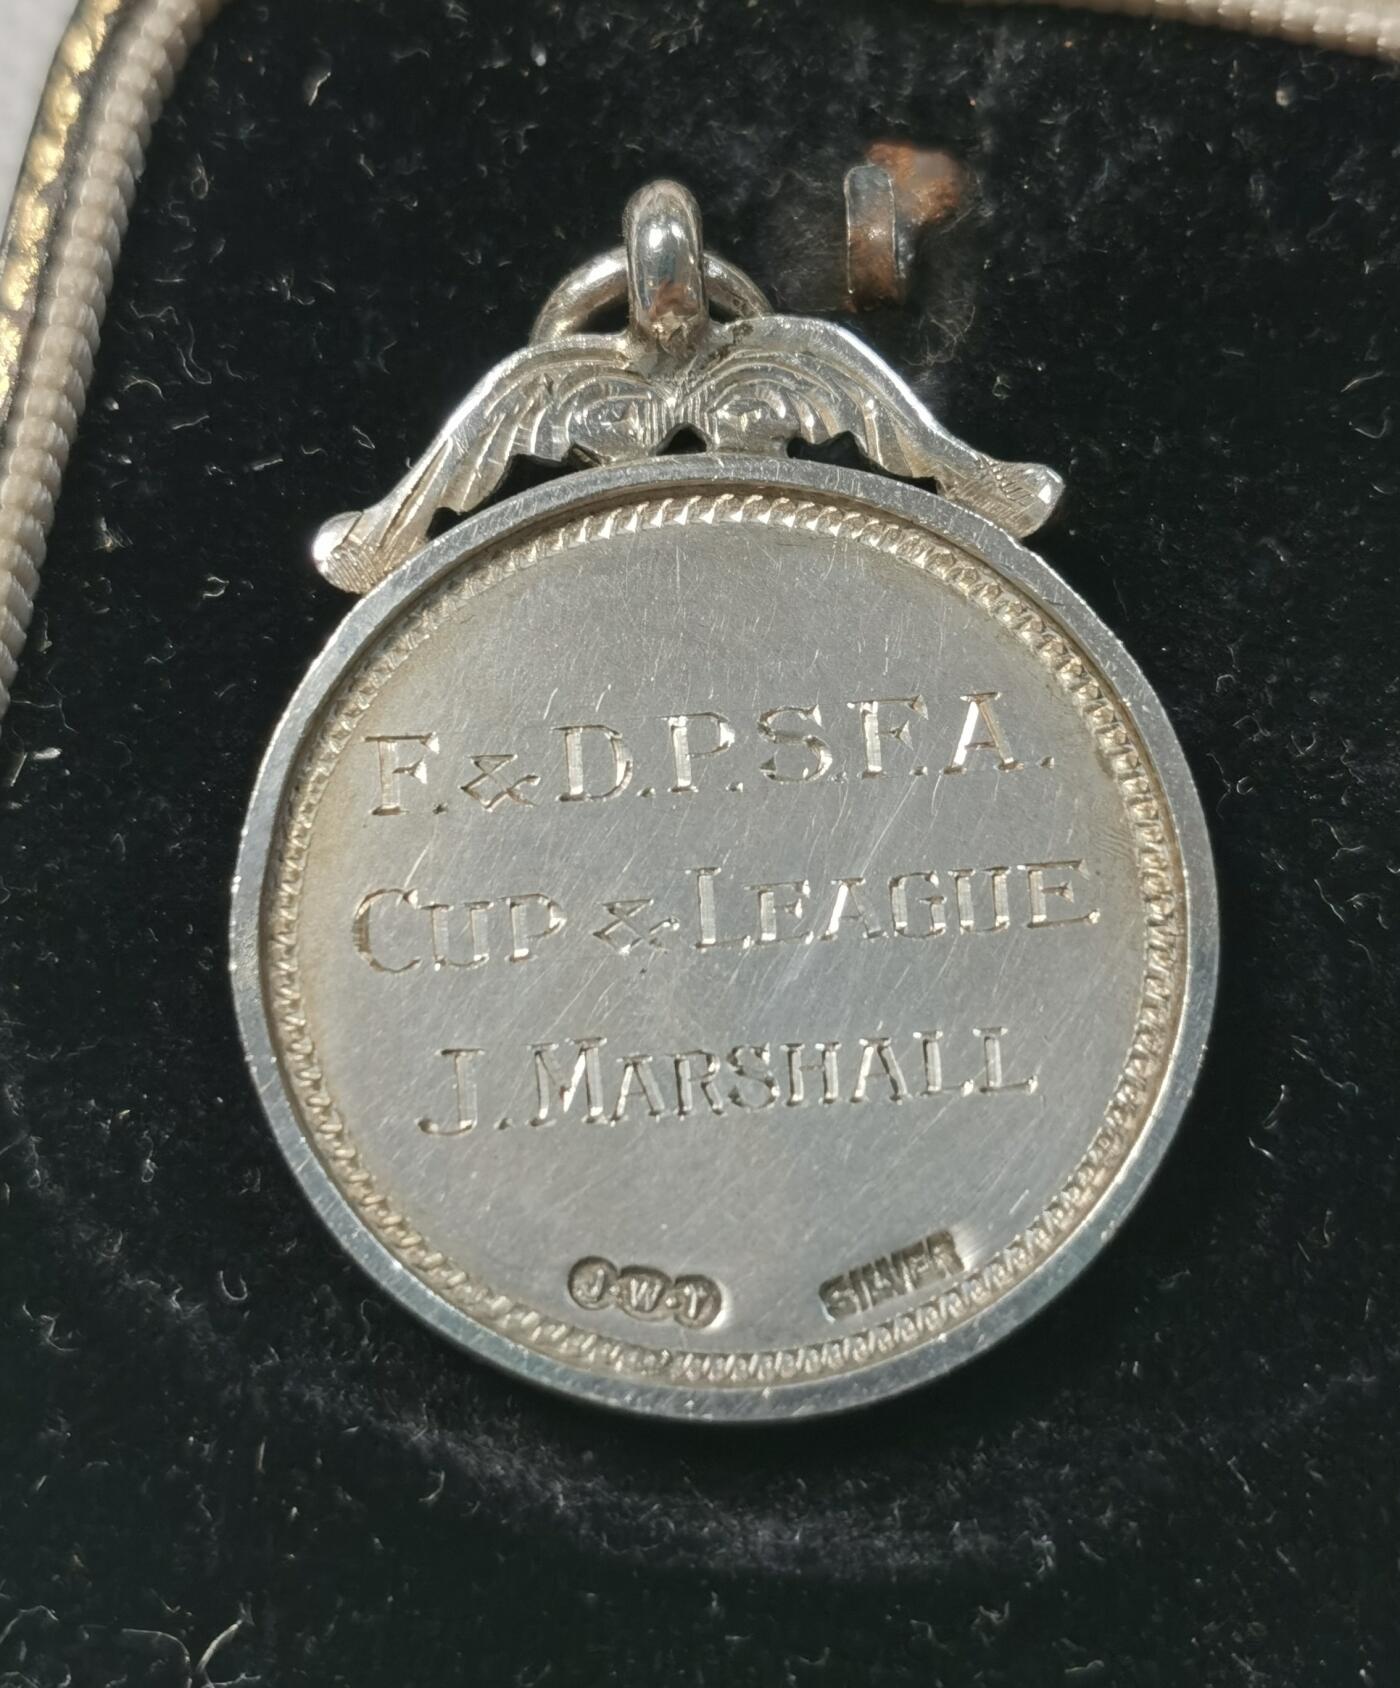 F. & D.P.S.F.A.
CUP & LEAGUE
J. MARSHALL
J·W·T SILVER